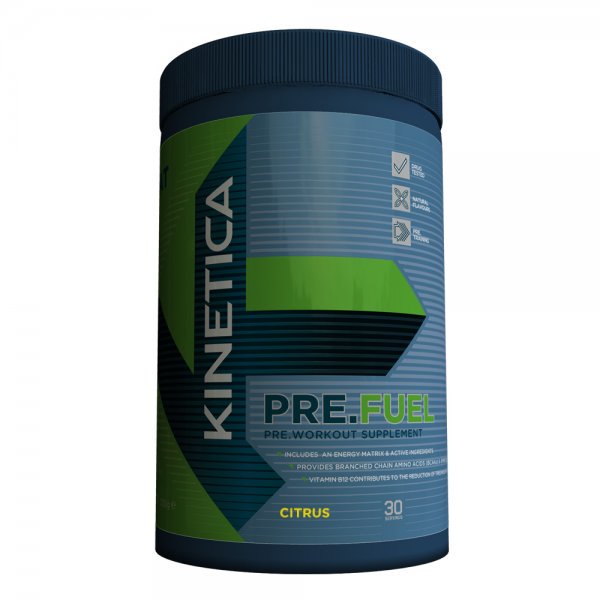 KINETICA
DRUG
TESTED
NATURAL
FLAVOURS
PRE.
TRAINING
PRE.FUEL
PRE.WORKOUT SUPPLEMENT
INCLUDES AN ENERGY MATRIX & ACTIVE INGREDIENTS
PROVIDES BRANCHED CHAIN AMINO ACIDS
VITAMIN B12 CONTRIBUTES TO THE REDUCTION OF
CITRUS
30
SERVINGS